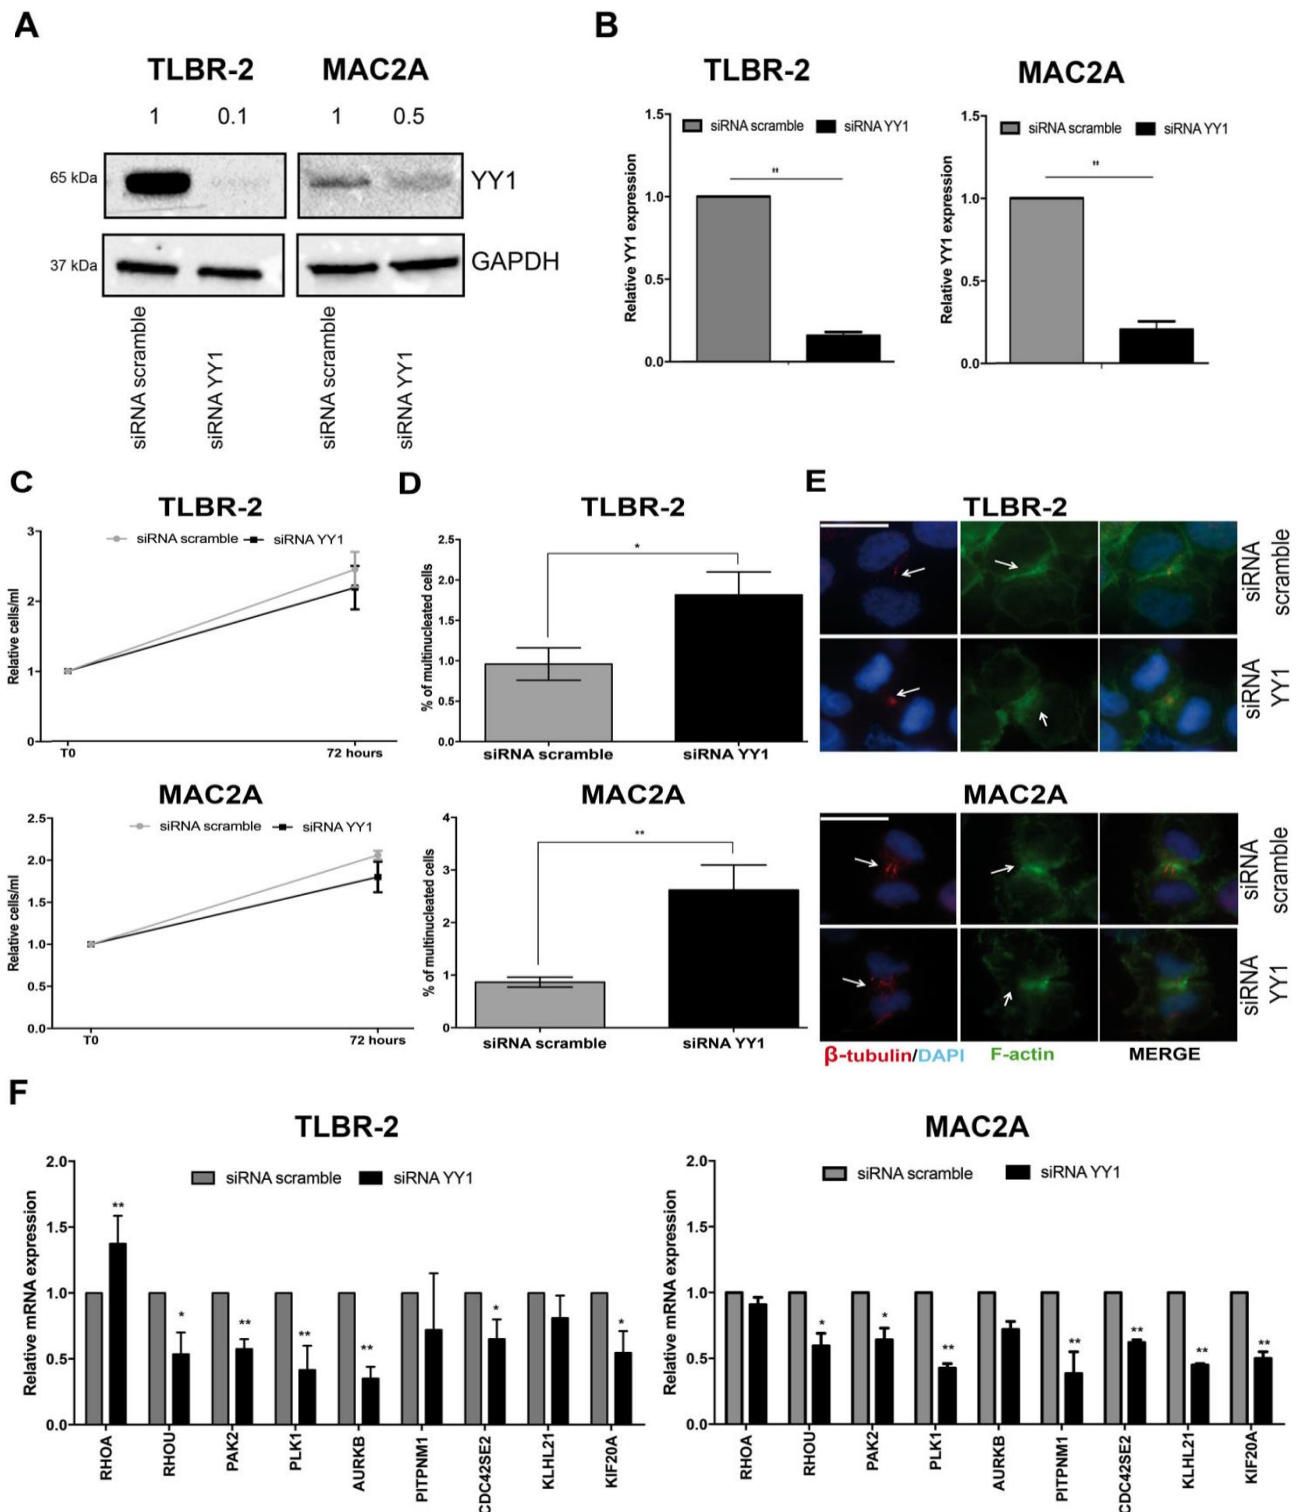 A
TLBR-2 MAC2A
1 0.1 1 0.5
65 kDa YY1
37 kDa GAPDH
siRNA scramble
siRNA YY1
siRNA scramble
siRNA YY1
B
TLBR-2
Relative YY1 expression
1.5
1.0
0.5
0.0
siRNA scramble siRNA YY1
**
MAC2A
Relative YY1 expression
1.5
1.0
0.5
0.0
siRNA scramble siRNA YY1
**
C
TLBR-2
Relative cells/ml
3
2
1
0
siRNA scramble siRNA YY1
T0 72 hours
MAC2A
Relative cells/ml
2.5
2.0
1.5
1.0
0.5
0.0
siRNA scramble siRNA YY1
T0 72 hours
D
TLBR-2
% of multinucleated cells
2.5
2.0
1.5
1.0
0.5
0.0
*
siRNA scramble siRNA YY1
MAC2A
% of multinucleated cells
4
3
2
1
0
**
siRNA scramble siRNA YY1
E
TLBR-2
siRNA
scramble
siRNA
YY1
MAC2A
siRNA
scramble
siRNA
YY1
β-tubulin/DAPI F-actin MERGE
F
TLBR-2
Relative mRNA expression
2.0
1.5
1.0
0.5
0.0
siRNA scramble siRNA YY1
** * ** ** ** * *
RHOA
RHOU
PAK2
PLK1
AURKB
PITPNM1
CDC42SE2
KLHL21
KIF20A
MAC2A
Relative mRNA expression
2.0
1.5
1.0
0.5
0.0
siRNA scramble siRNA YY1
* * ** ** ** ** **
RHOA
RHOU
PAK2
PLK1
AURKB
PITPNM1
CDC42SE2
KLHL21
KIF20A